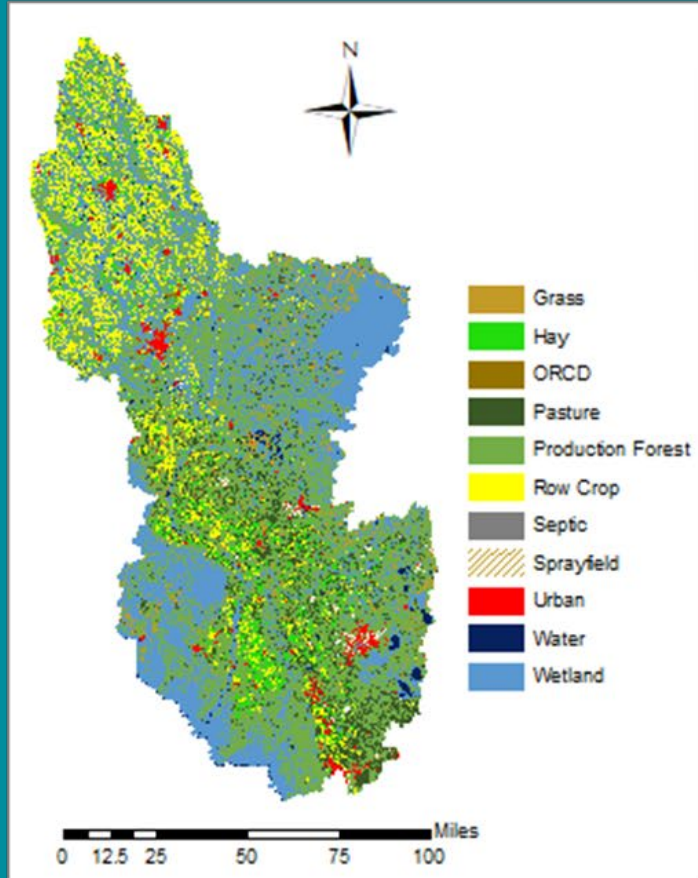 N
Grass
Hay
ORCD
Pasture
Production Forest
Row Crop
Septic
Sprayfield
Urban
Water
Wetland
Miles
0 12.5 25 50 75 100